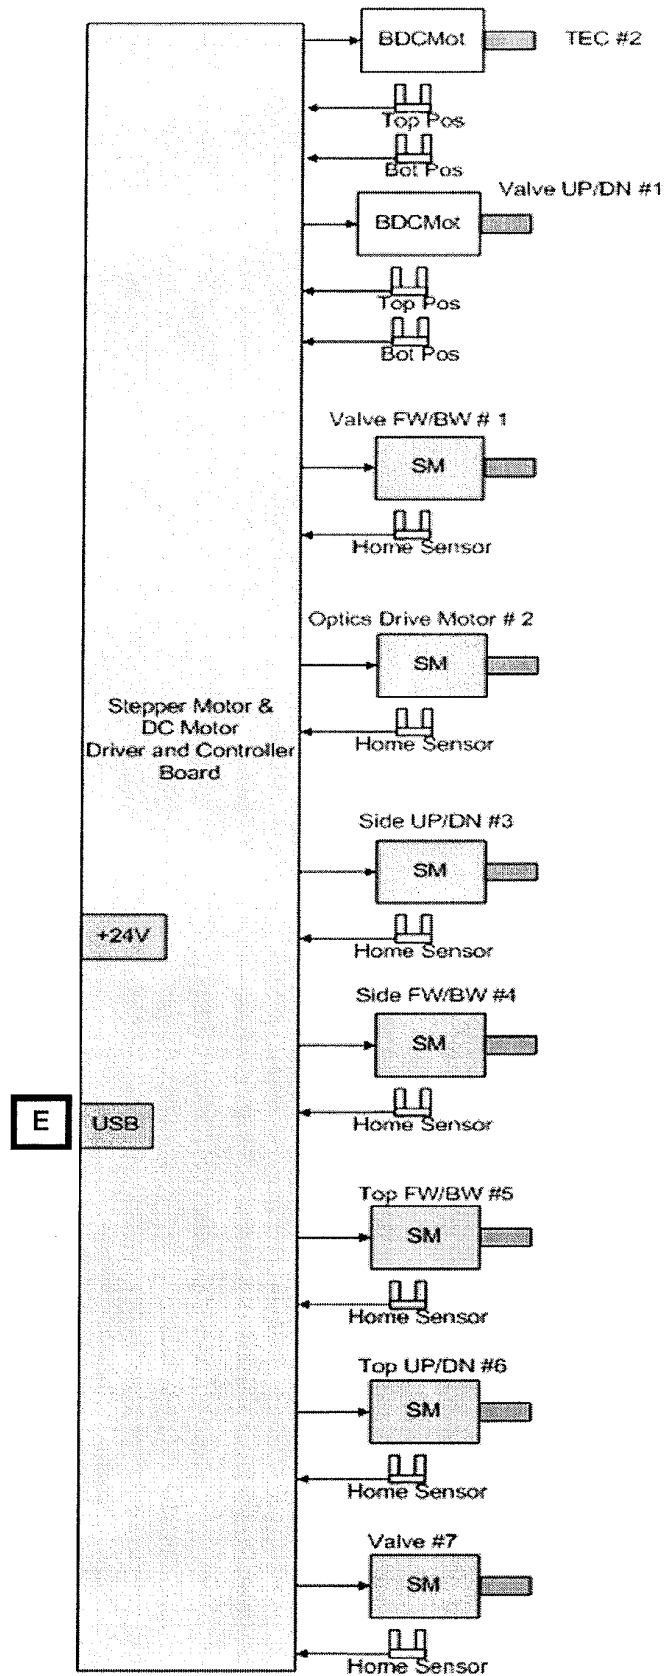 BDCMot TEC #2
Top Pos
Bot Pos
Valve UP/DN #1
BDCMot
Top Pos
Bot Pos
Valve FW/BW # 1
SM
Home Sensor
Optics Drive Motor # 2
SM
Home Sensor
Stepper Motor &
DC Motor
Driver and Controller
Board
Side UP/DN #3
SM
+24V
Home Sensor
Side FW/BW #4
SM
E USB
Home Sensor
Top FW/BW #5
SM
Home Sensor
Top UP/DN #6
SM
Home Sensor
Valve #7
SM
Home Sensor